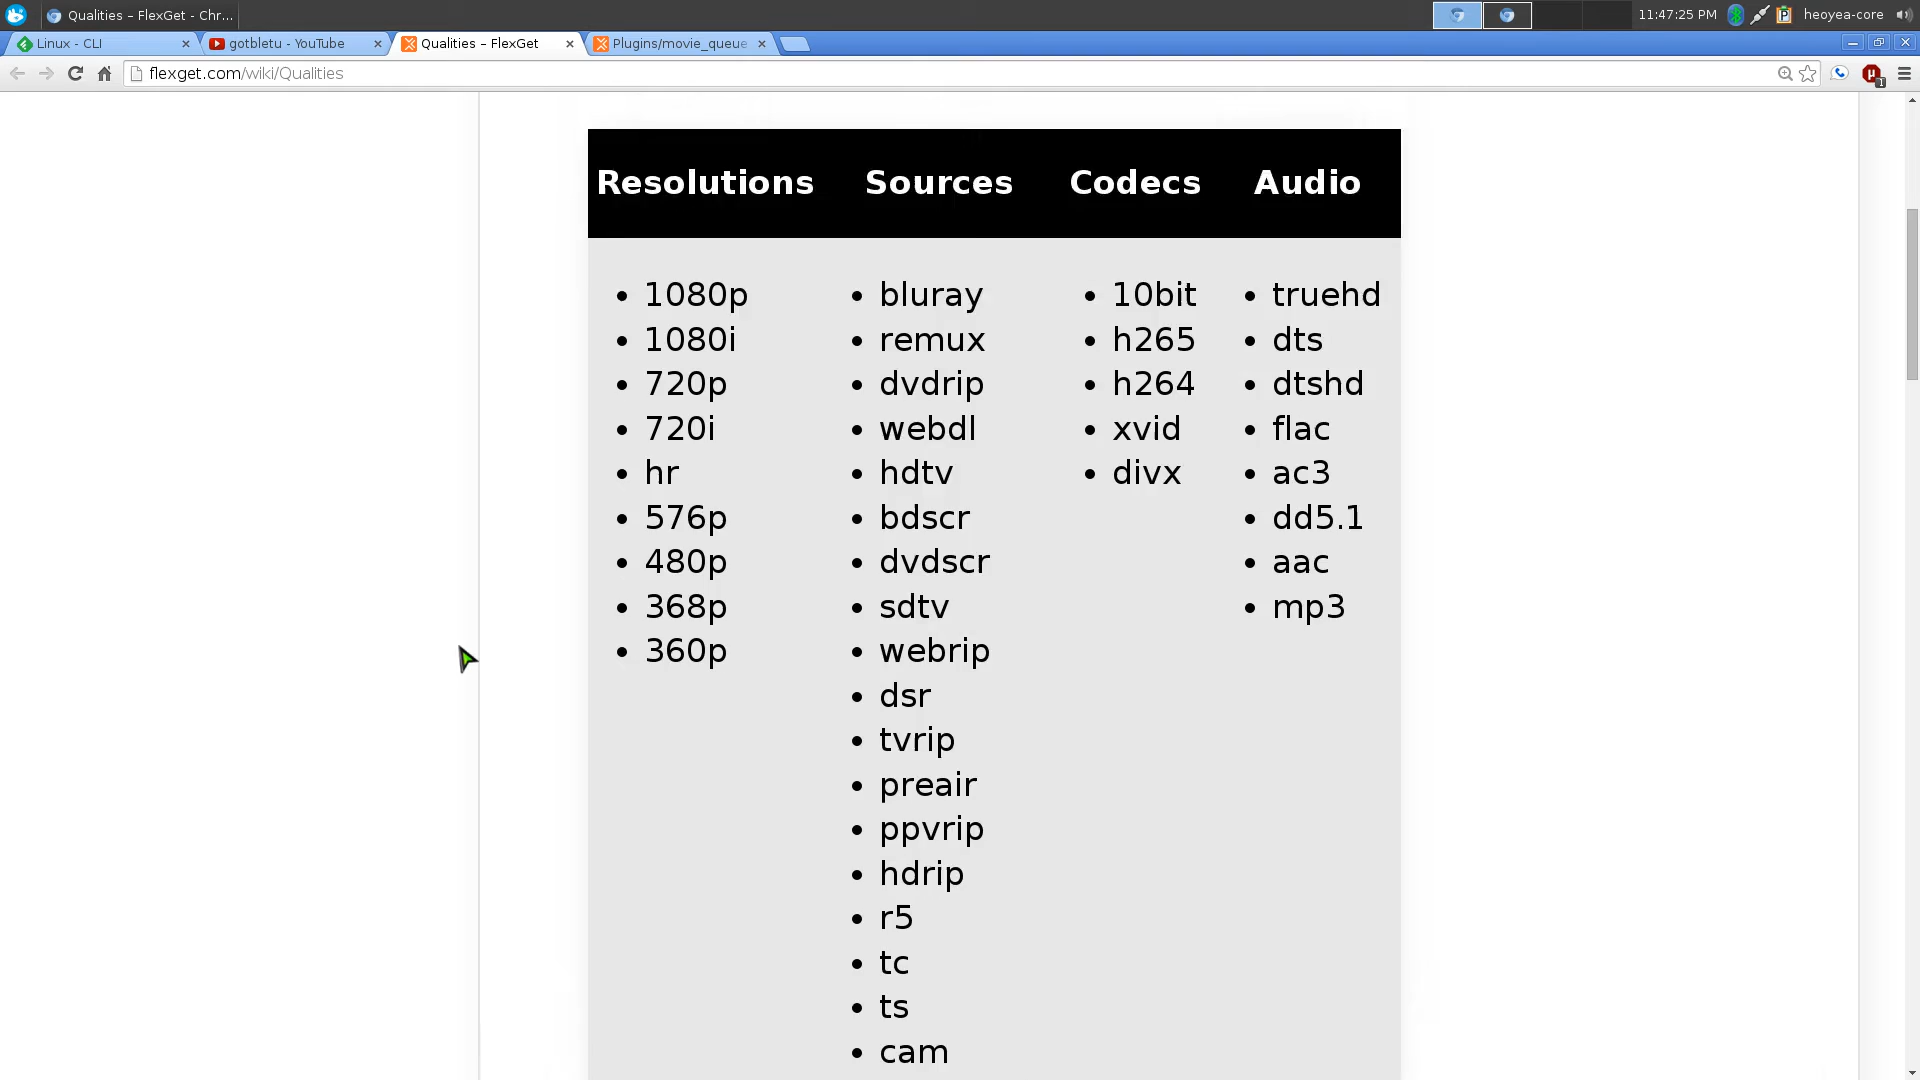 Qualities – FlexGet - Chr...
11:47:25 PM
heoyea-core
Linux - CLI
gotbletu - YouTube
Qualities – FlexGet
Plugins/movie_queue
flexget.com/wiki/Qualities
1
Resolutions Sources Codecs Audio
1080p
1080i
720p
720i
hr
576p
480p
368p
360p
bluray
remux
dvdrip
webdl
hdtv
bdscr
dvdscr
sdtv
webrip
dsr
tvrip
preair
ppvrip
hdrip
r5
tc
ts
cam
10bit
h265
h264
xvid
divx
truehd
dts
dtshd
flac
ac3
dd5.1
aac
mp3